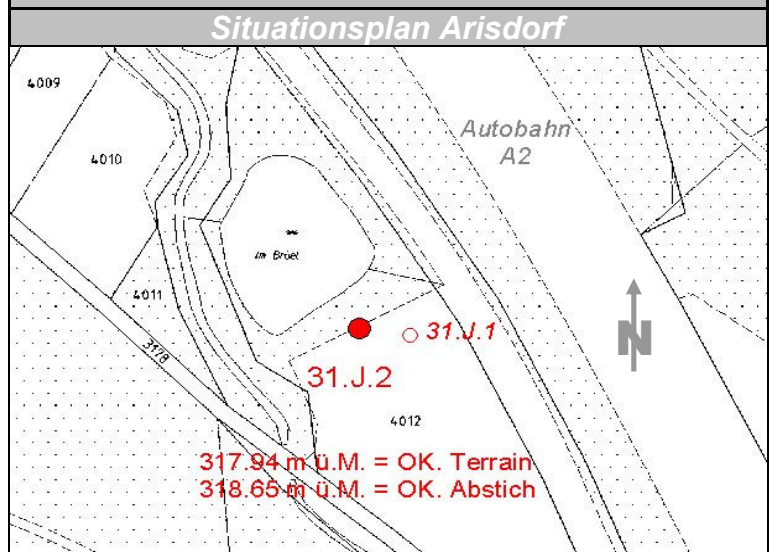 Situationsplan Arisdorf
4009
Autobahn
A2
4010
Im Brüel
4011
31.J.1
N
3178
31.J.2
4012
317.94 m ü.M. = OK. Terrain
318.65 m ü.M. = OK. Abstich